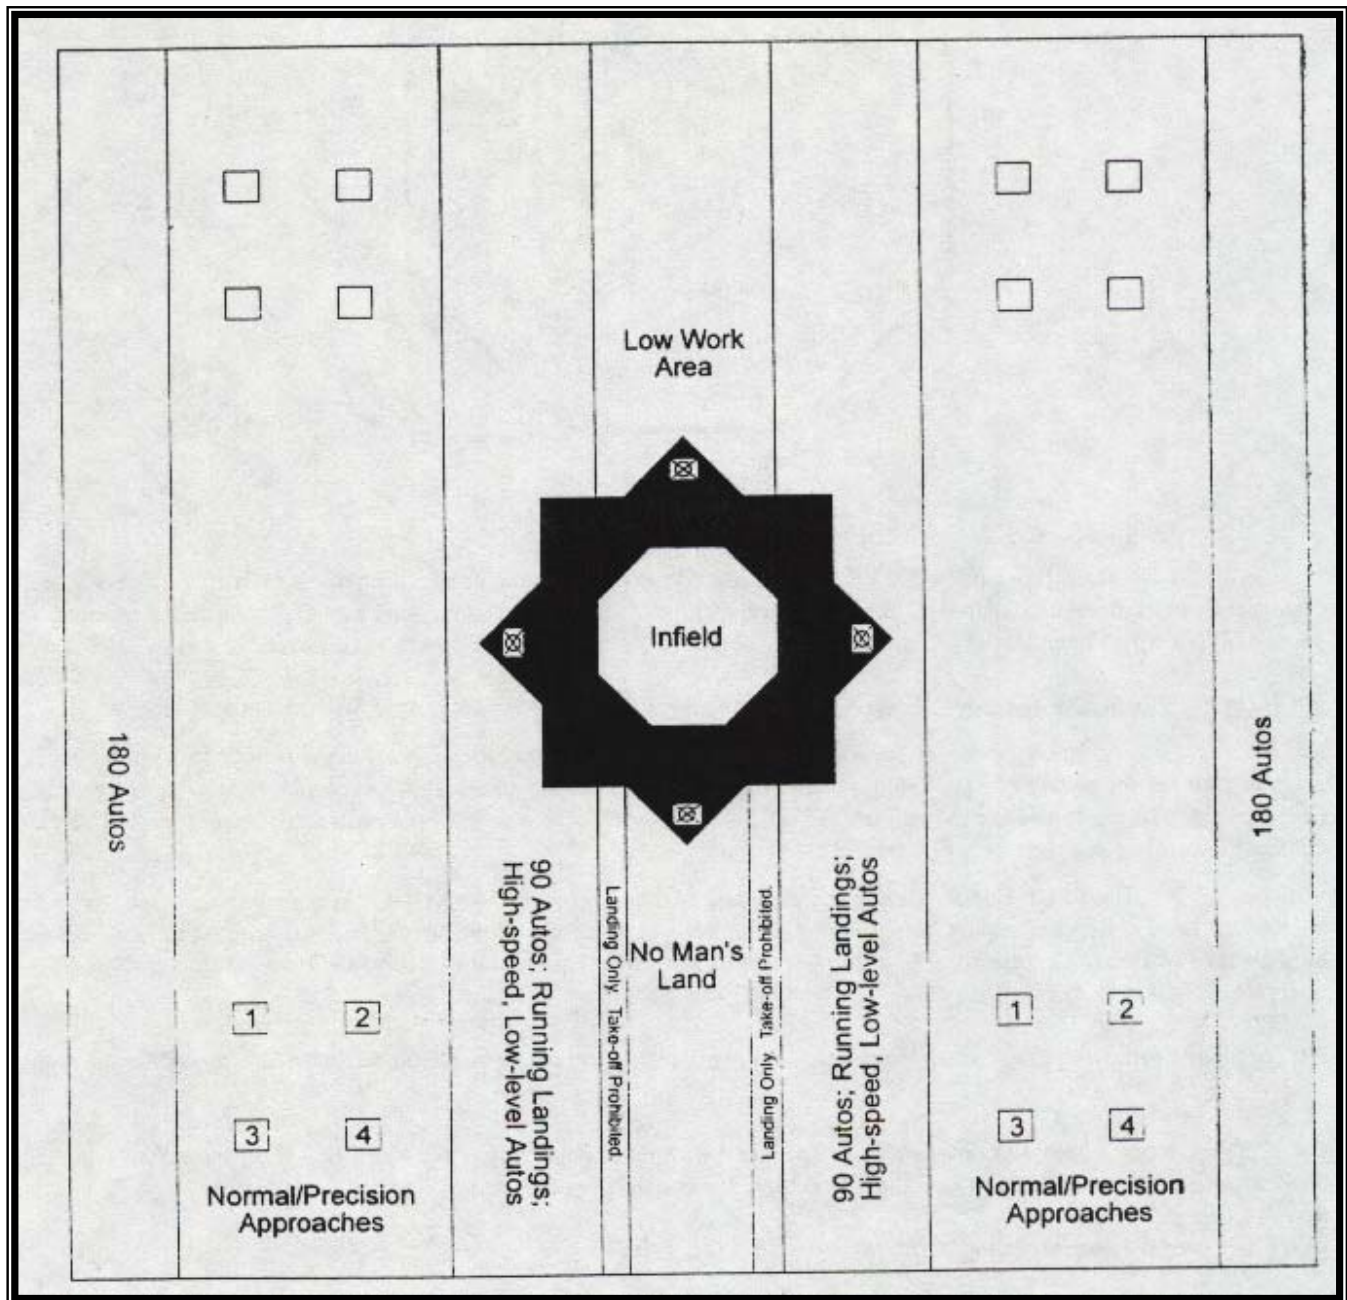 Low Work
Area
Infield
180 Autos
180 Autos
90 Autos; Running Landings;
High-speed, Low-level Autos
Landing Only. Take-off Prohibited.
No Man's
Land
Landing Only. Take-off Prohibited.
90 Autos; Running Landings;
High-speed, Low-level Autos
1
2
1
2
3
4
3
4
Normal/Precision
Approaches
Normal/Precision
Approaches